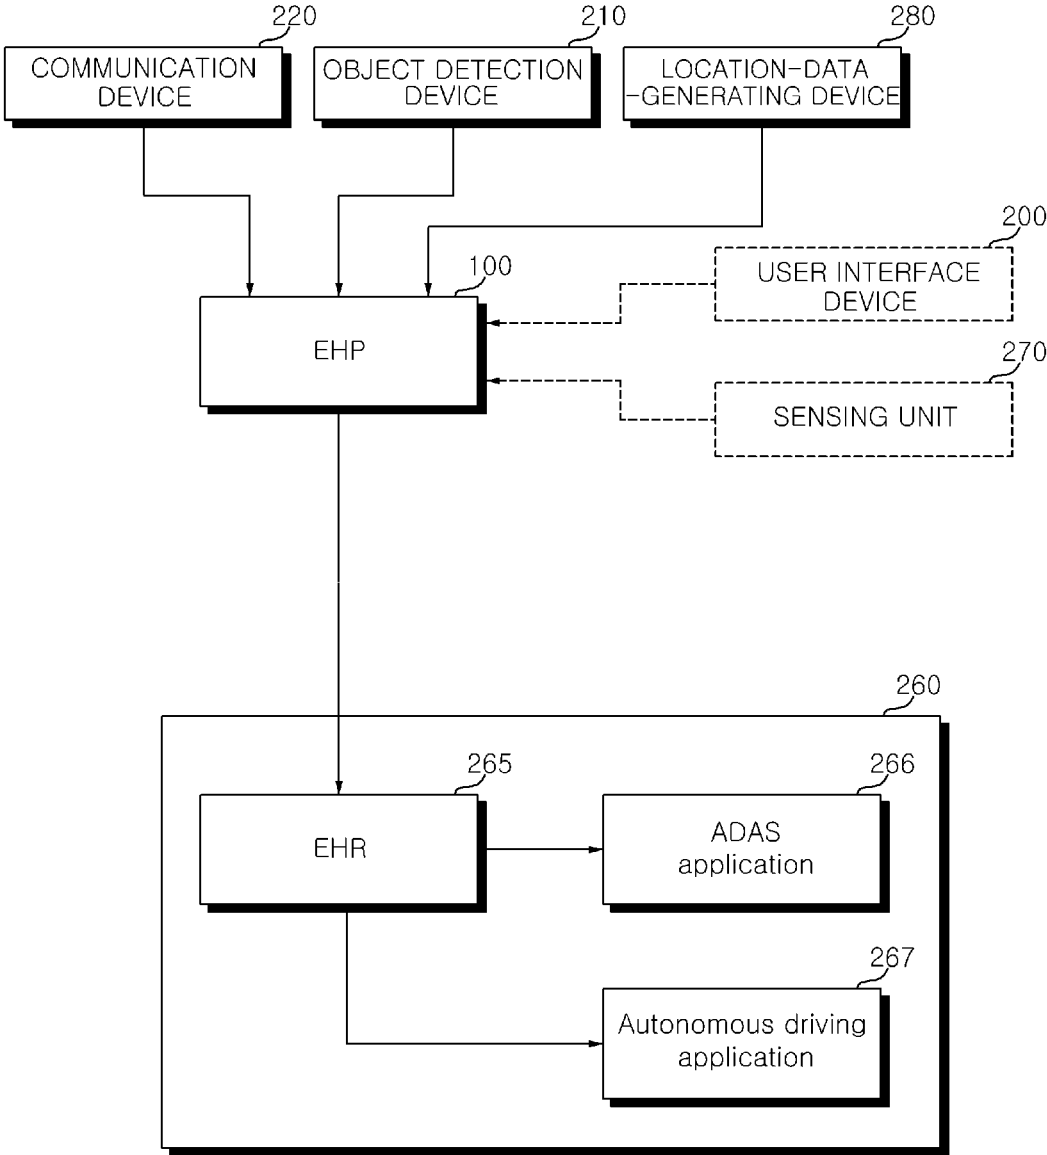 220
COMMUNICATION
DEVICE
210
OBJECT DETECTION
DEVICE
280
LOCATION-DATA
-GENERATING DEVICE
200
USER INTERFACE
DEVICE
100
EHP
270
SENSING UNIT
260
265
EHR
266
ADAS
application
267
Autonomous driving
application